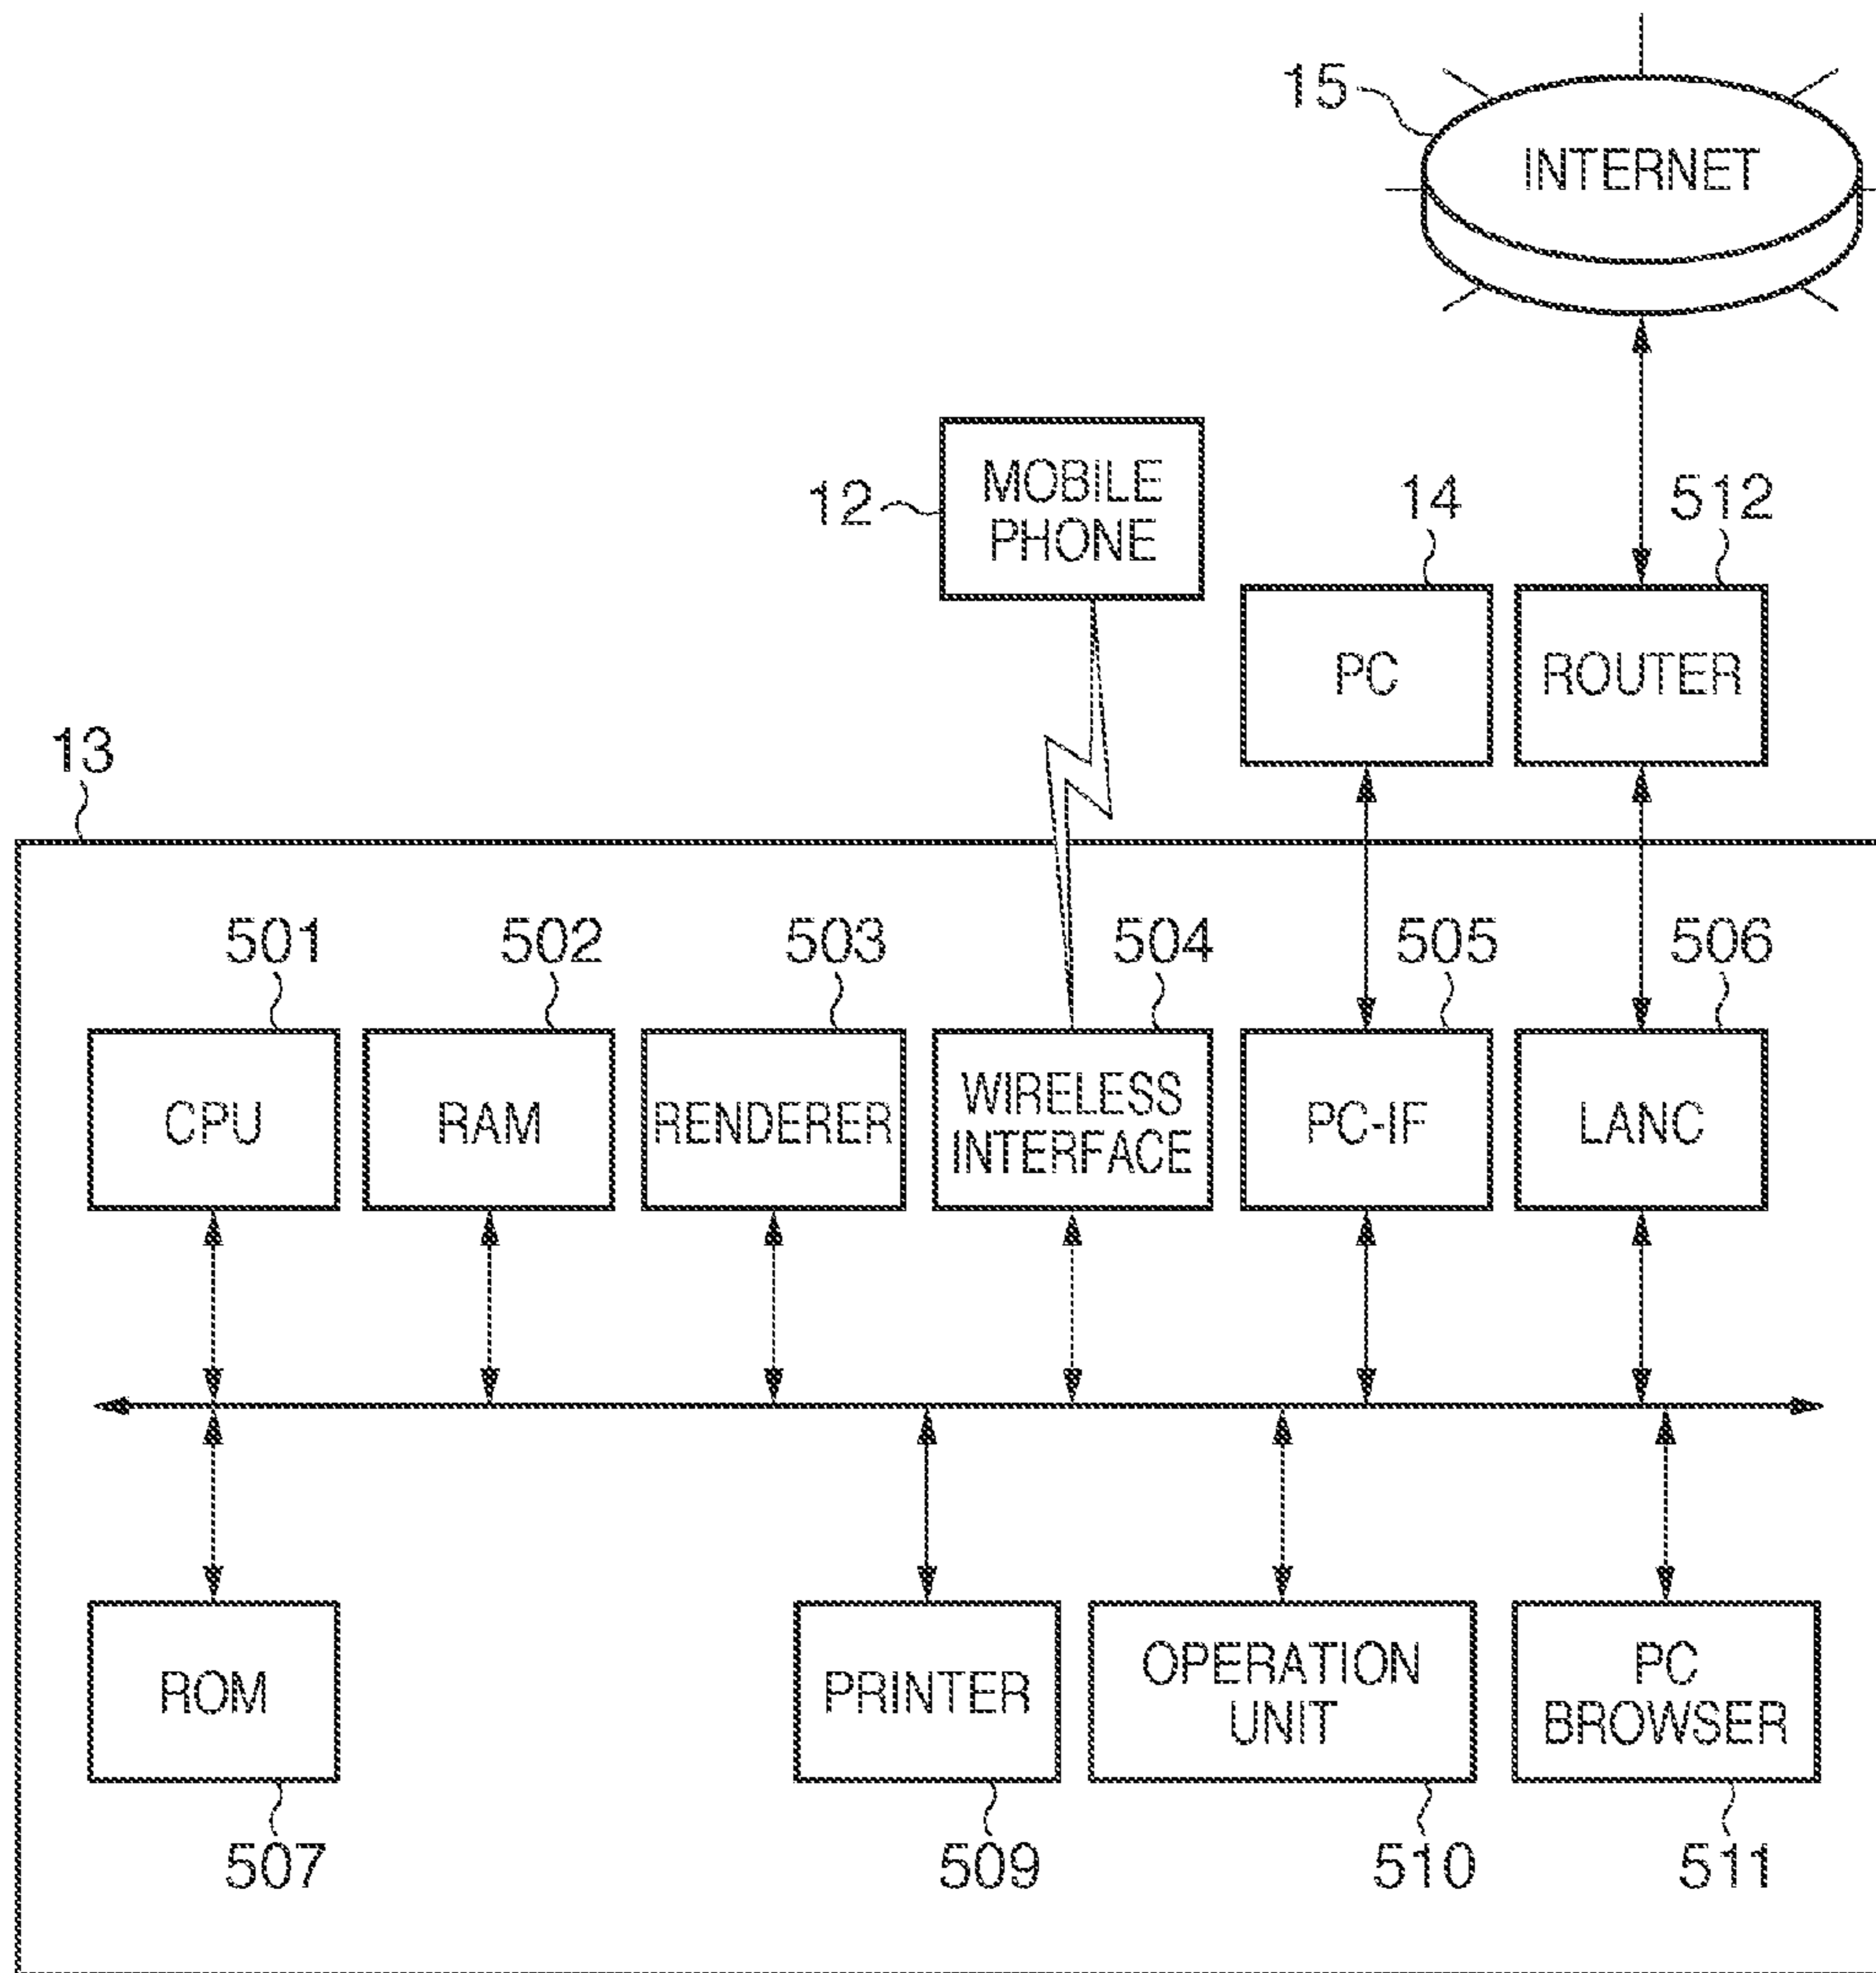 15
INTERNET
12
MOBILE
PHONE
14
512
PC
ROUTER
13
501
502
503
504
505
506
CPU
RAM
RENDERER
WIRELESS
INTERFACE
PC-IF
LANC
ROM
PRINTER
OPERATION
UNIT
PC
BROWSER
507
509
510
511